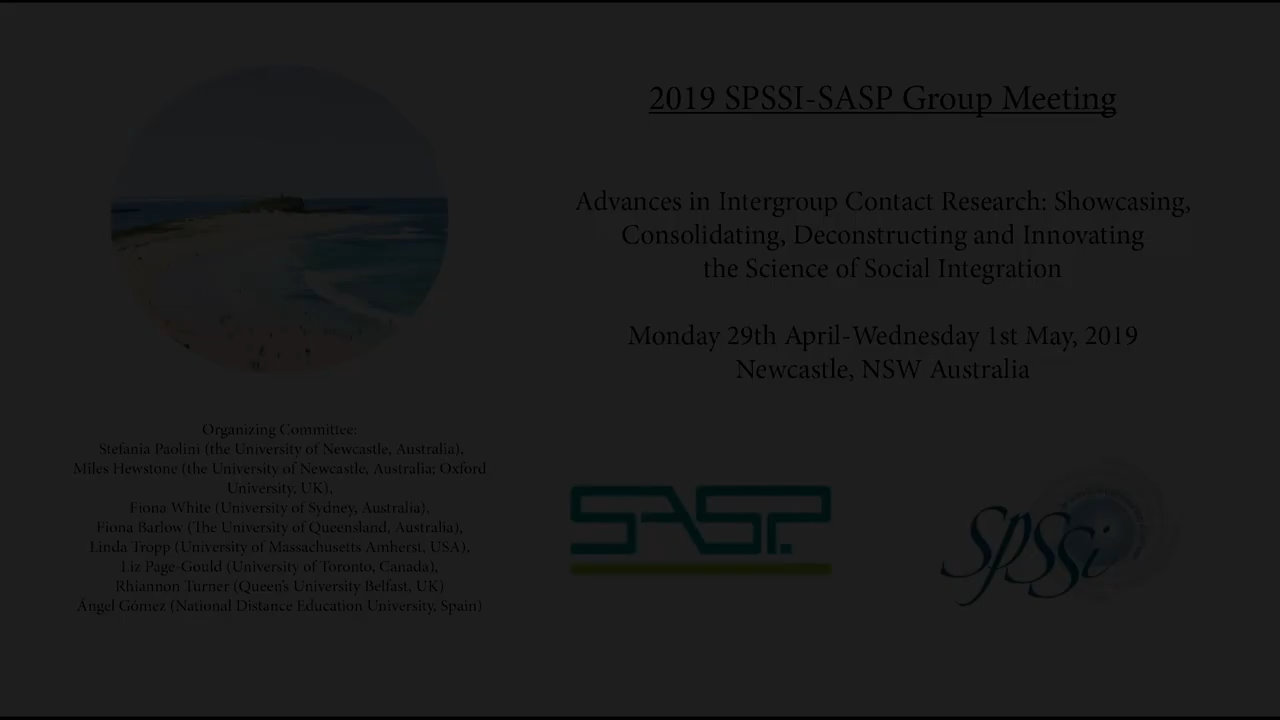 2019 SPSSI-SASP Group Meeting
Advances in Intergroup Contact Research: Showcasing,
Consolidating, Deconstructing and Innovating
the Science of Social Integration
Monday 29th April-Wednesday 1st May, 2019
Newcastle, NSW Australia
Organizing Committee:
Stefania Paolini (the University of Newcastle, Australia),
Miles Hewstone (the University of Newcastle, Australia; Oxford
University, UK),
Fiona White (University of Sydney, Australia),
Fiona Barlow (The University of Queensland, Australia),
Linda Tropp (University of Massachusetts Amherst, USA),
Liz Page-Gould (University of Toronto, Canada),
Rhiannon Turner (Queen's University Belfast, UK)
Ángel Gómez (National Distance Education University, Spain)
SASP
SPSSi